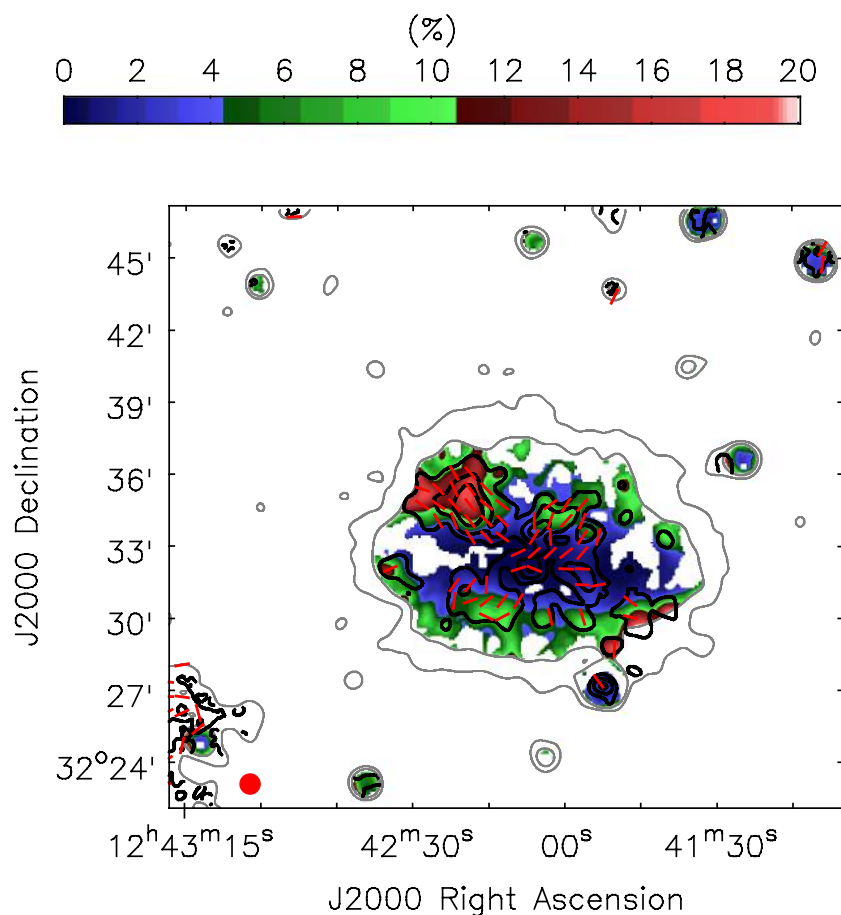 (%)
0 2 4 6 8 10 12 14 16 18 20
45'
42'
39'
36'
33'
30'
27'
32°24'
J2000 Declination
12ʰ43ᵐ15ˢ 42ᵐ30ˢ 00ˢ 41ᵐ30ˢ
J2000 Right Ascension